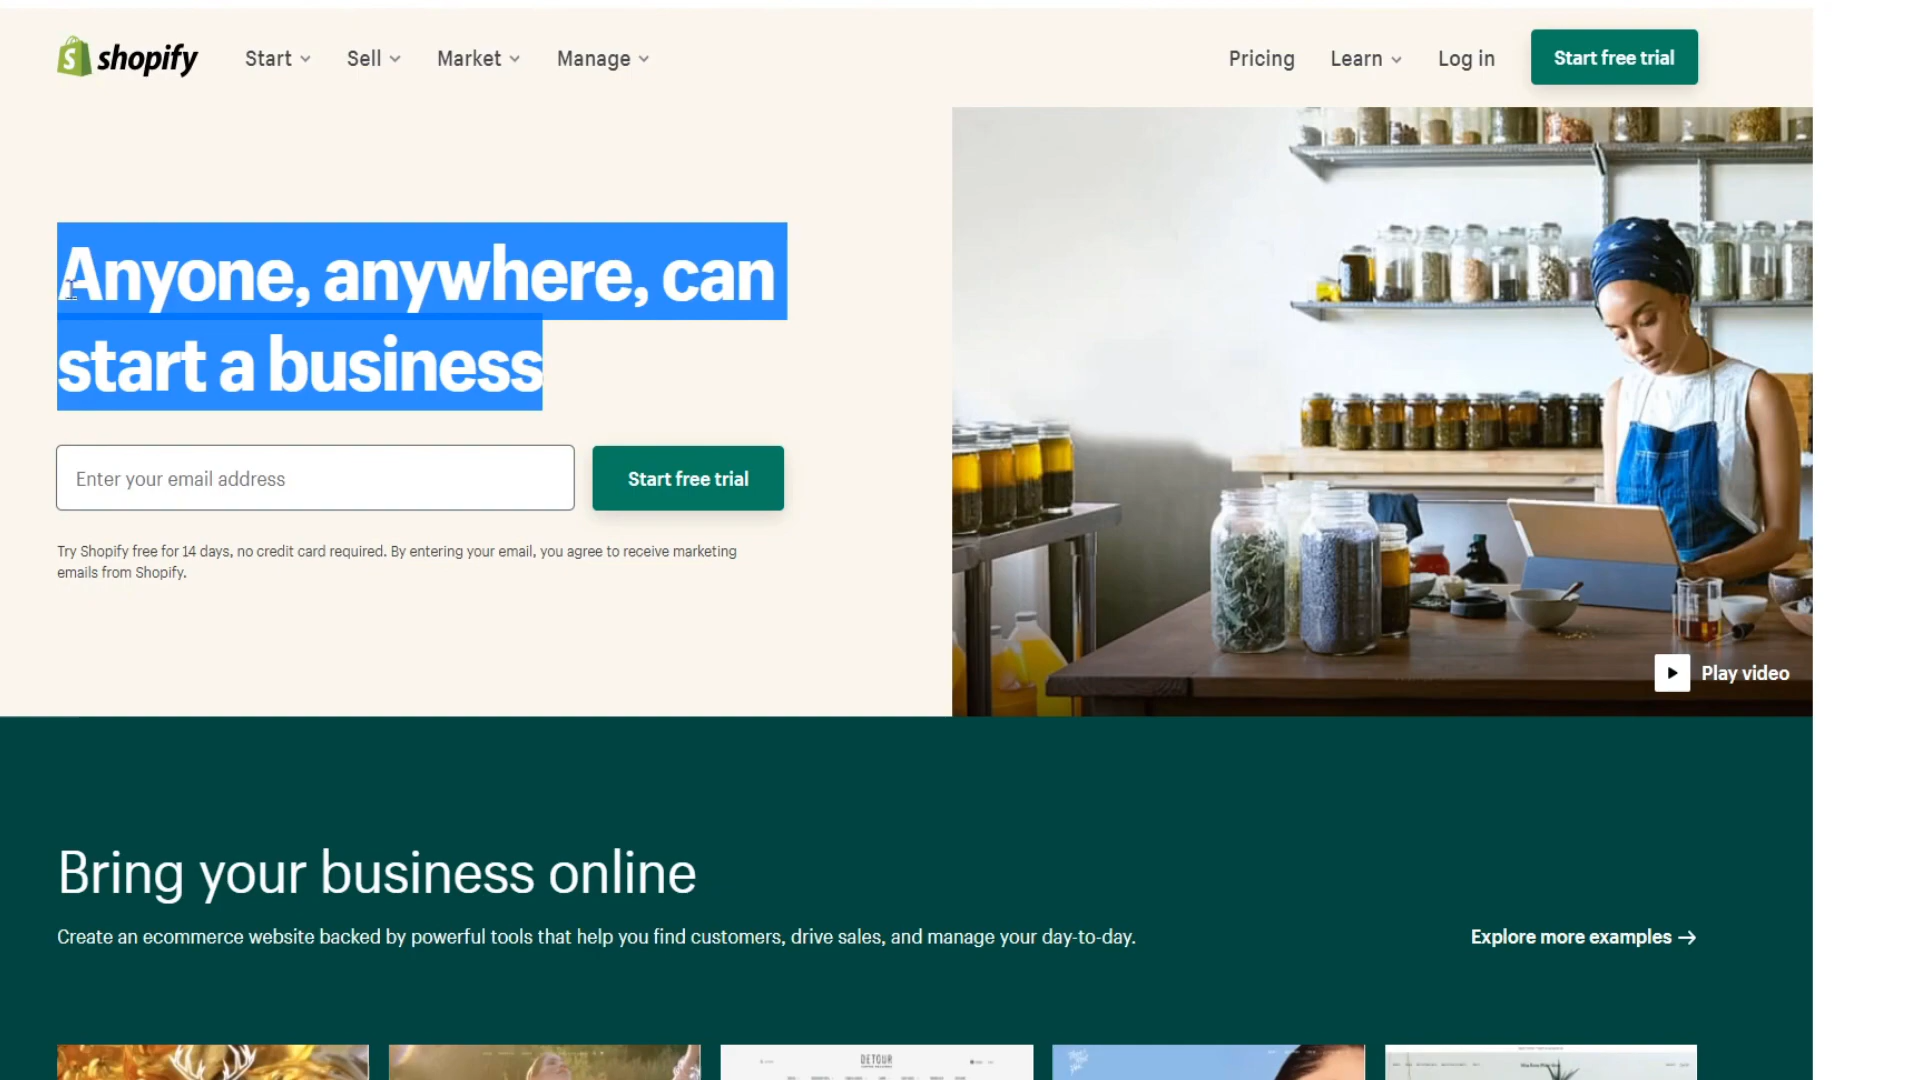 shopify
Start
Sell
Market
Manage
Pricing
Learn
Log in
Start free trial
Anyone, anywhere, can
start a business
Enter your email address
Start free trial
Try Shopify free for 14 days, no credit card required. By entering your email, you agree to receive marketing
emails from Shopify.
Play video
Bring your business online
Create an ecommerce website backed by powerful tools that help you find customers, drive sales, and manage your day-to-day.
Explore more examples →
DETOUR